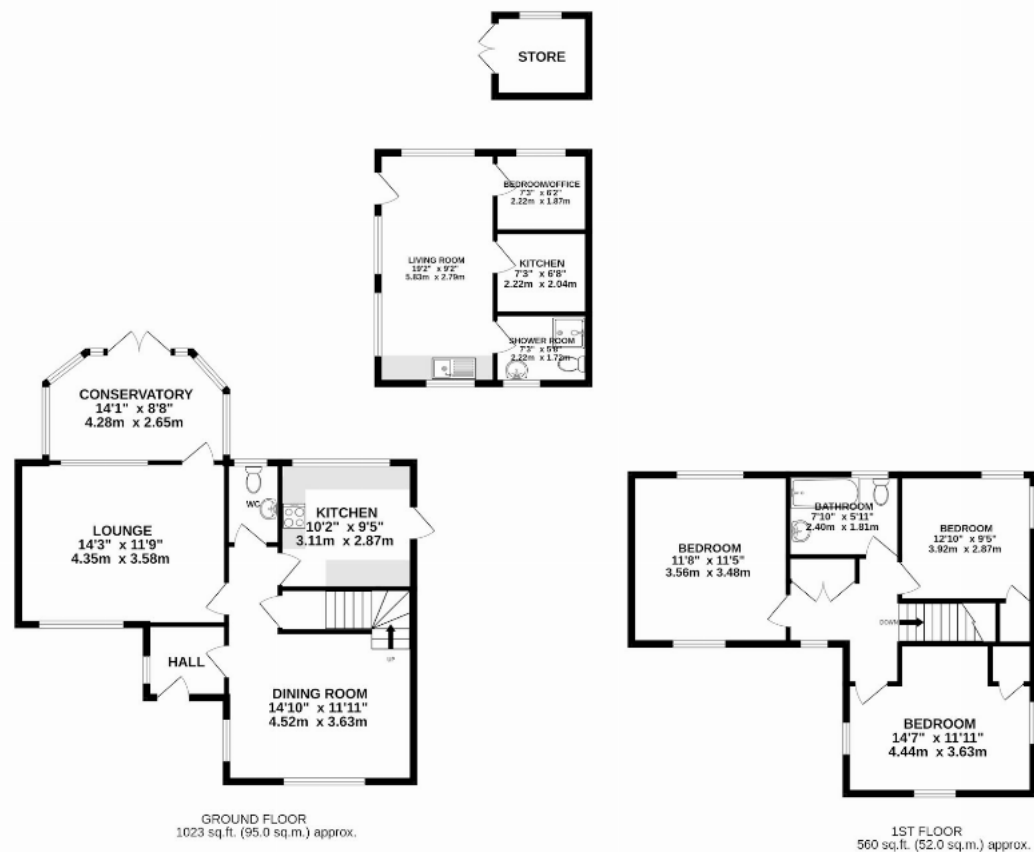 STORE
BEDROOM/OFFICE
7'3" x 6'2"
2.22m x 1.87m
LIVING ROOM
19'2" x 9'2"
5.83m x 2.79m
KITCHEN
7'3" x 6'8"
2.22m x 2.04m
SHOWER ROOM
7'3" x 5'8"
2.22m x 1.72m
CONSERVATORY
14'1" x 8'8"
4.28m x 2.65m
WC
KITCHEN
10'2" x 9'5"
3.11m x 2.87m
LOUNGE
14'3" x 11'9"
4.35m x 3.58m
UP
HALL
DINING ROOM
14'10" x 11'11"
4.52m x 3.63m
GROUND FLOOR
1023 sq.ft. (95.0 sq.m.) approx.
BATHROOM
7'10" x 5'11"
2.40m x 1.81m
BEDROOM
12'10" x 9'5"
3.92m x 2.87m
BEDROOM
11'8" x 11'5"
3.56m x 3.48m
DOWN
BEDROOM
14'7" x 11'11"
4.44m x 3.63m
1ST FLOOR
560 sq.ft. (52.0 sq.m.) approx.